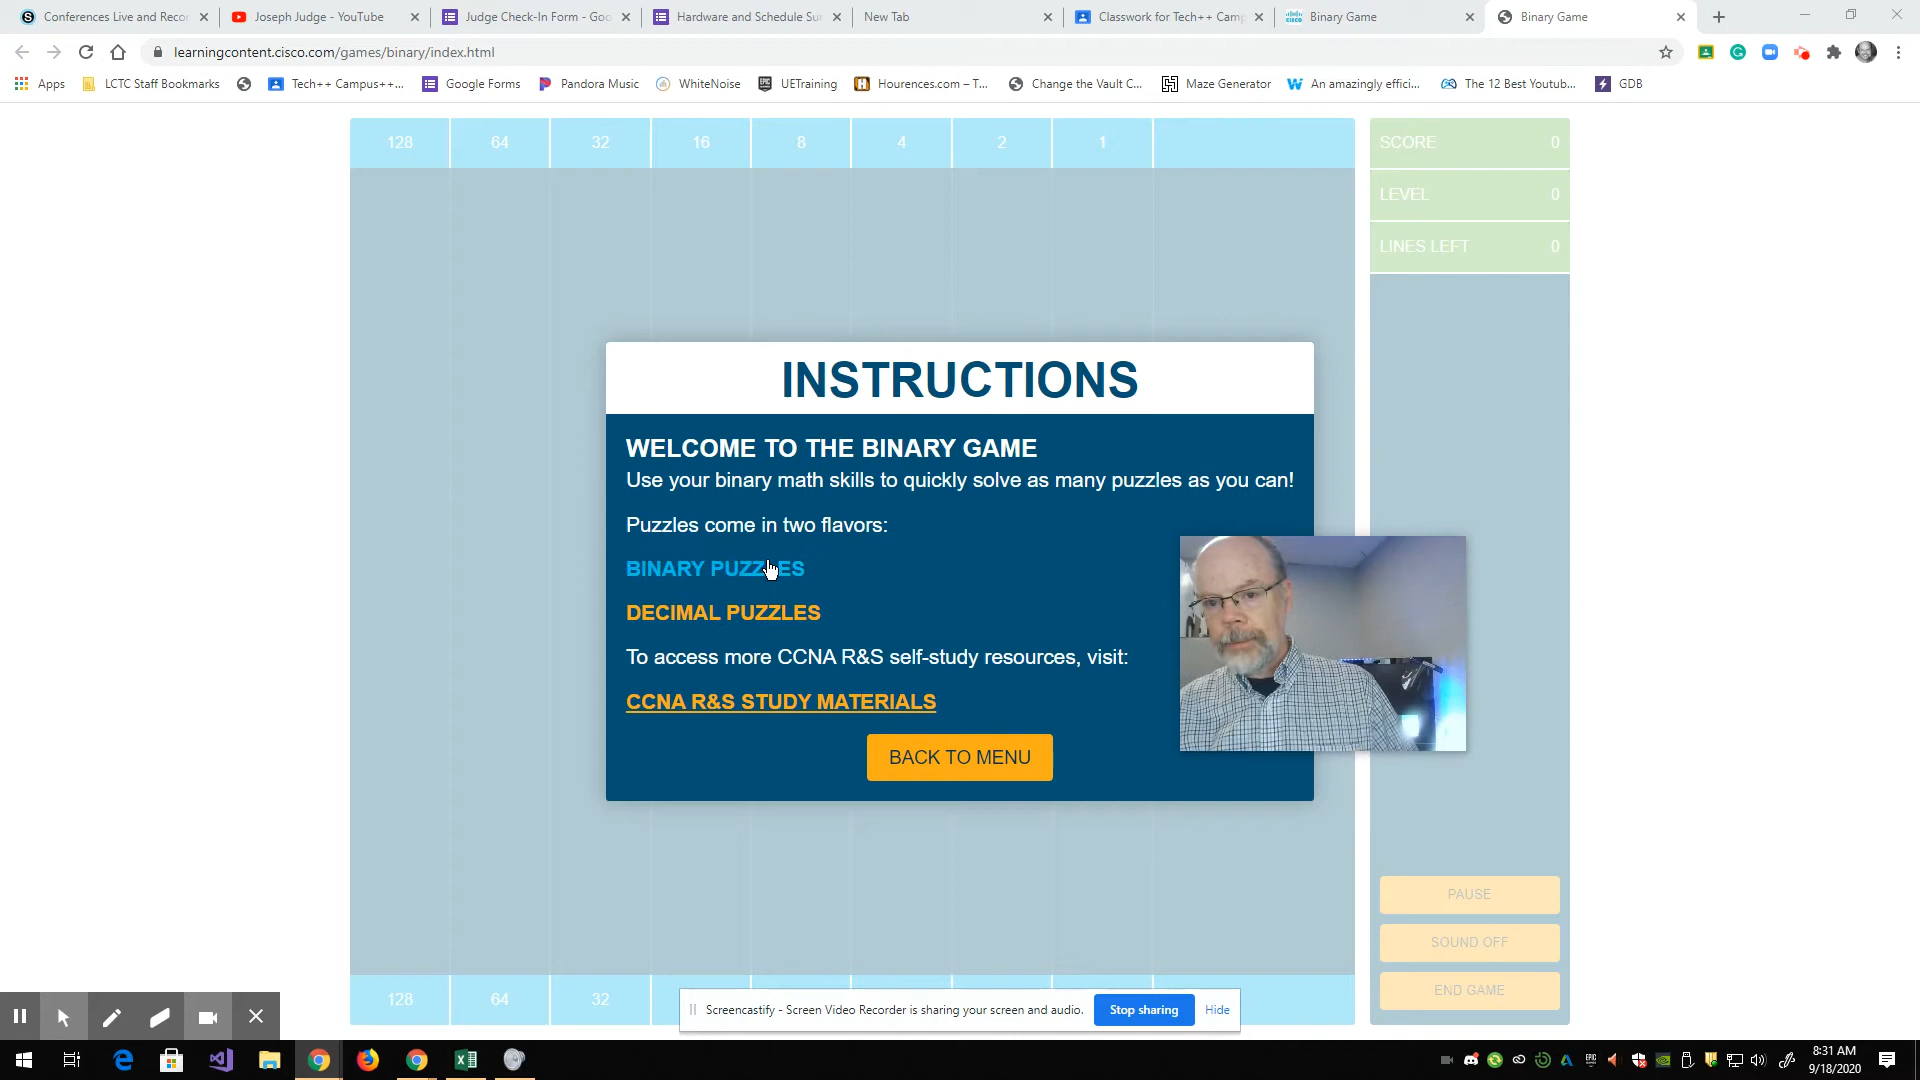 Conferences Live and Recor
Joseph Judge - YouTube
Judge Check-In Form - Goo
Hardware and Schedule Su
New Tab
Classwork for Tech++ Camp
Binary Game
Binary Game
learningcontent.cisco.com/games/binary/index.html
Apps
LCTC Staff Bookmarks
Tech++ Campus++...
Google Forms
Pandora Music
WhiteNoise
UETraining
Hourences.com – T...
Change the Vault C...
Maze Generator
An amazingly effici...
The 12 Best Youtub...
GDB
128 64 32 16 8 4 2 1
SCORE 0
LEVEL 0
LINES LEFT 0
INSTRUCTIONS
WELCOME TO THE BINARY GAME
Use your binary math skills to quickly solve as many puzzles as you can!
Puzzles come in two flavors:
BINARY PUZZLES
DECIMAL PUZZLES
To access more CCNA R&S self-study resources, visit:
CCNA R&S STUDY MATERIALS
BACK TO MENU
PAUSE
SOUND OFF
END GAME
128 64 32
Screencastify - Screen Video Recorder is sharing your screen and audio.
Stop sharing
Hide
8:31 AM
9/18/2020